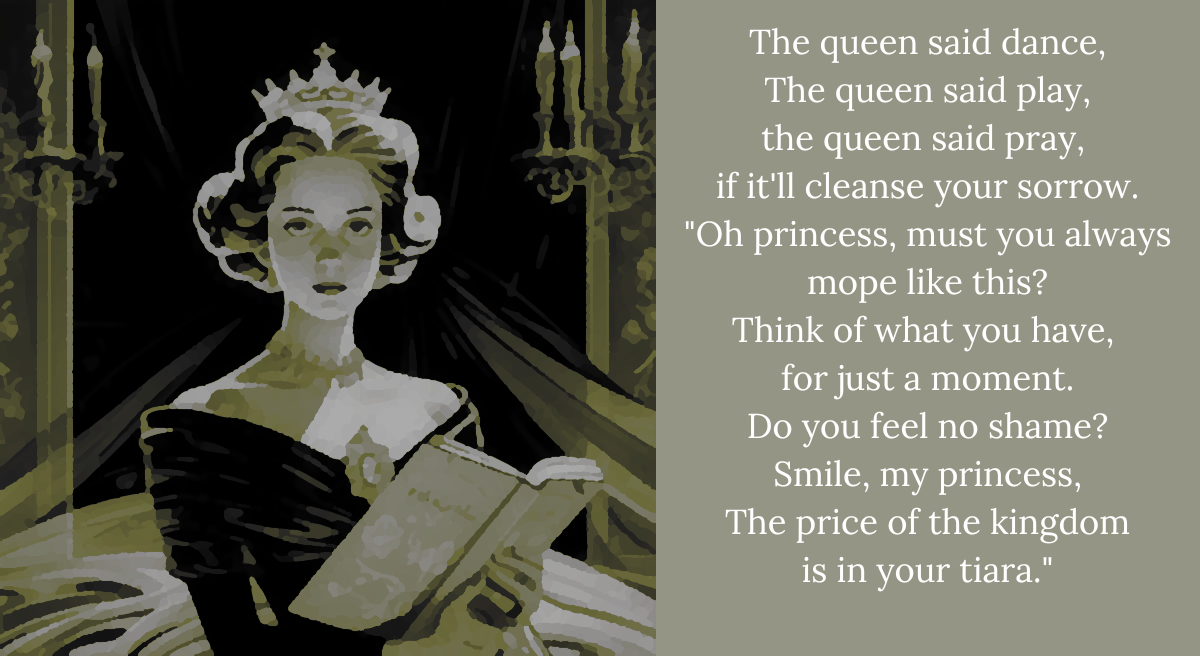 The queen said dance,
The queen said play,
the queen said pray,
if it'll cleanse your sorrow.
"Oh princess, must you always
mope like this?
Think of what you have,
for just a moment.
Do you feel no shame?
Smile, my princess,
The price of the kingdom
is in your tiara."